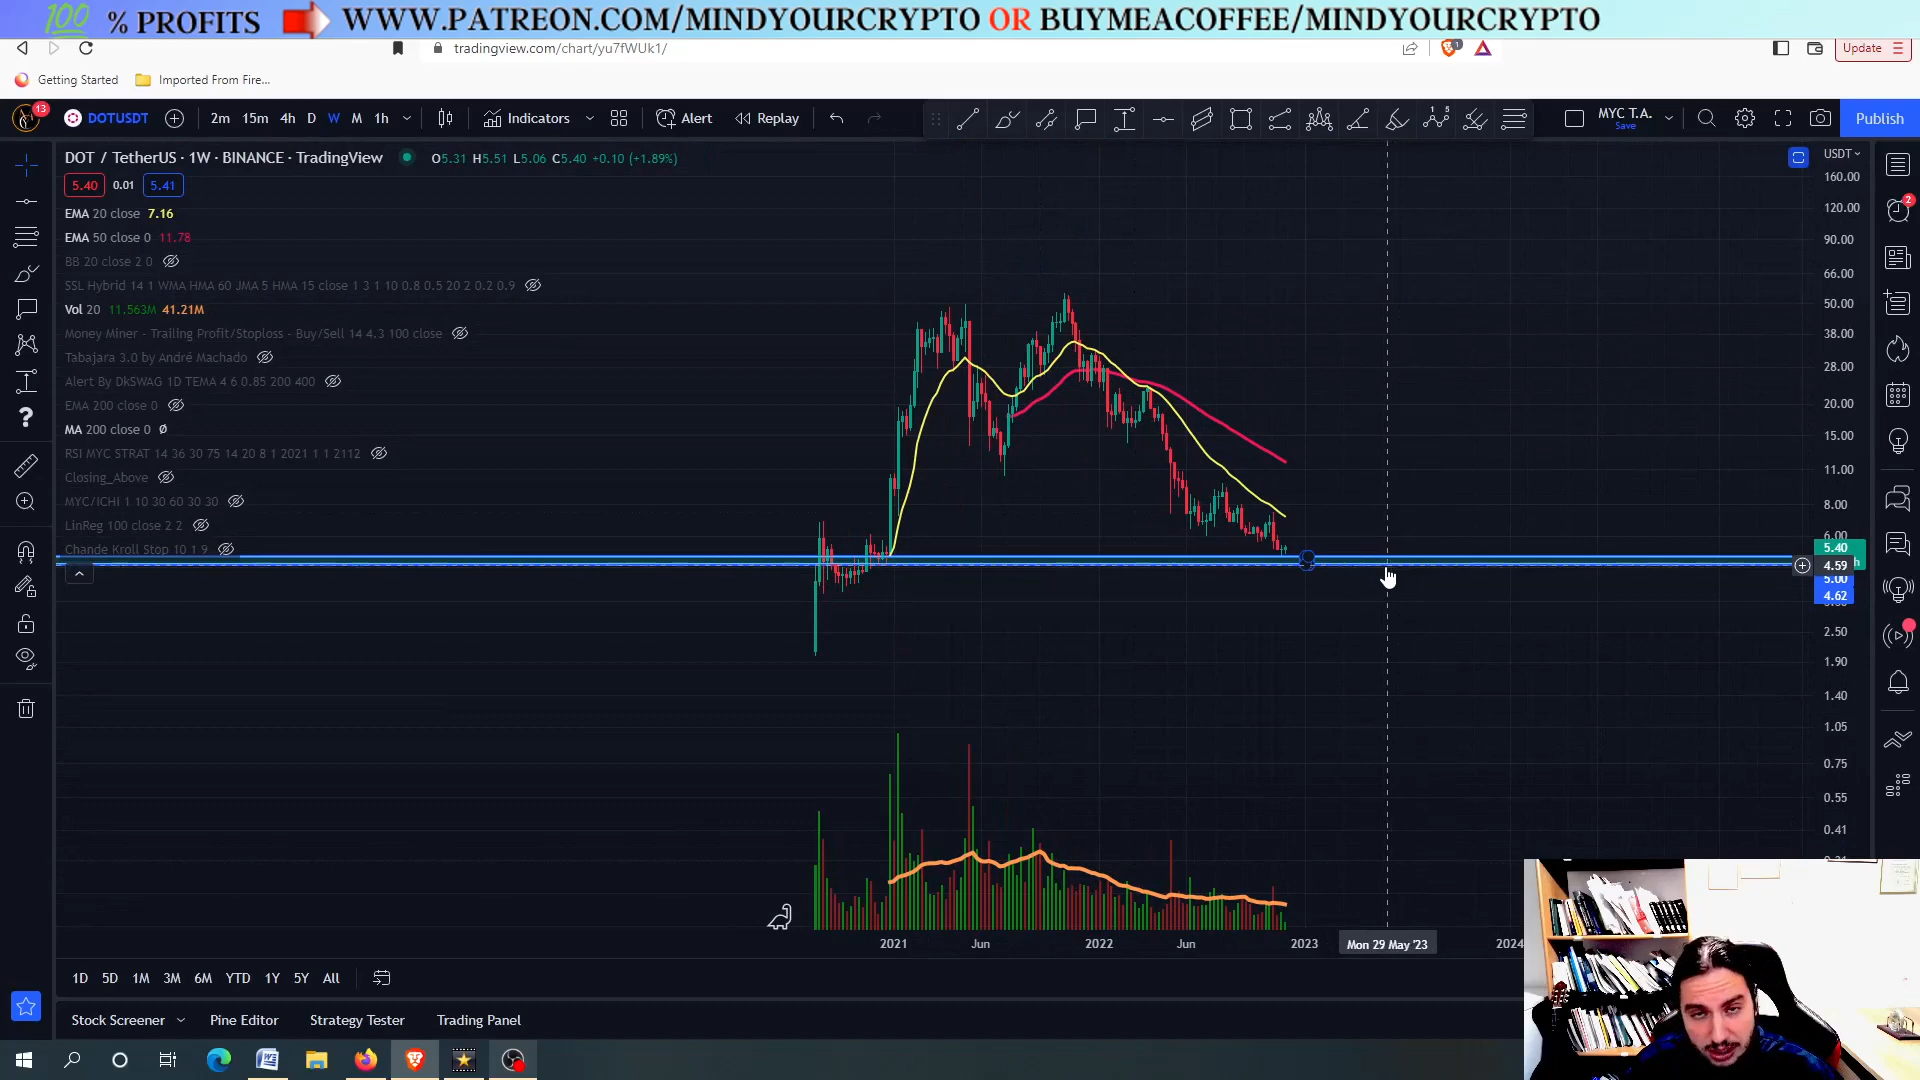 💯 % PROFITS ➡ WWW.PATREON.COM/MINDYOURCRYPTO OR BUYMEACOFFEE/MINDYOURCRYPTO
tradingview.com/chart/yu7fWUk1/
1
Update
Getting Started
Imported From Fire...
13
DOTUSDT
2m 15m 4h D W M 1h
Indicators
Alert
Replay
MYC T.A.
Save
Publish
DOT / TetherUS · 1W · BINANCE · TradingView
O5.31 H5.51 L5.06 C5.40 +0.10 (+1.89%)
USDT
5.40 0.01 5.41
EMA 20 close 7.16
EMA 50 close 0 11.78
BB 20 close 2 0
SSL Hybrid 14 1 WMA HMA 60 JMA 5 HMA 15 close 1 3 1 10 0.8 0.5 20 2 0.2 0.9
Vol 20 11.563M 41.21M
Money Miner - Trailing Profit/Stoploss - Buy/Sell 14 4.3 100 close
Tabajara 3.0 by André Machado
Alert By DkSWAG 1D TEMA 4 6 0.85 200 400
EMA 200 close 0
MA 200 close 0 ø
RSI MYC STRAT 14 36 30 75 14 20 8 1 2021 1 1 2112
Closing_Above
MYC/ICHI 1 10 30 60 30 30
LinReg 100 close 2 2
Chande Kroll Stop 10 1 9
160.00
120.00
90.00
66.00
50.00
38.00
28.00
20.00
15.00
11.00
8.00
6.00
5.40
4.59
5.00
4.62
2.50
1.90
1.40
1.05
0.75
0.55
0.41
2
2021 Jun 2022 Jun 2023 Mon 29 May '23 2024
1D 5D 1M 3M 6M YTD 1Y 5Y All
Stock Screener
Pine Editor
Strategy Tester
Trading Panel